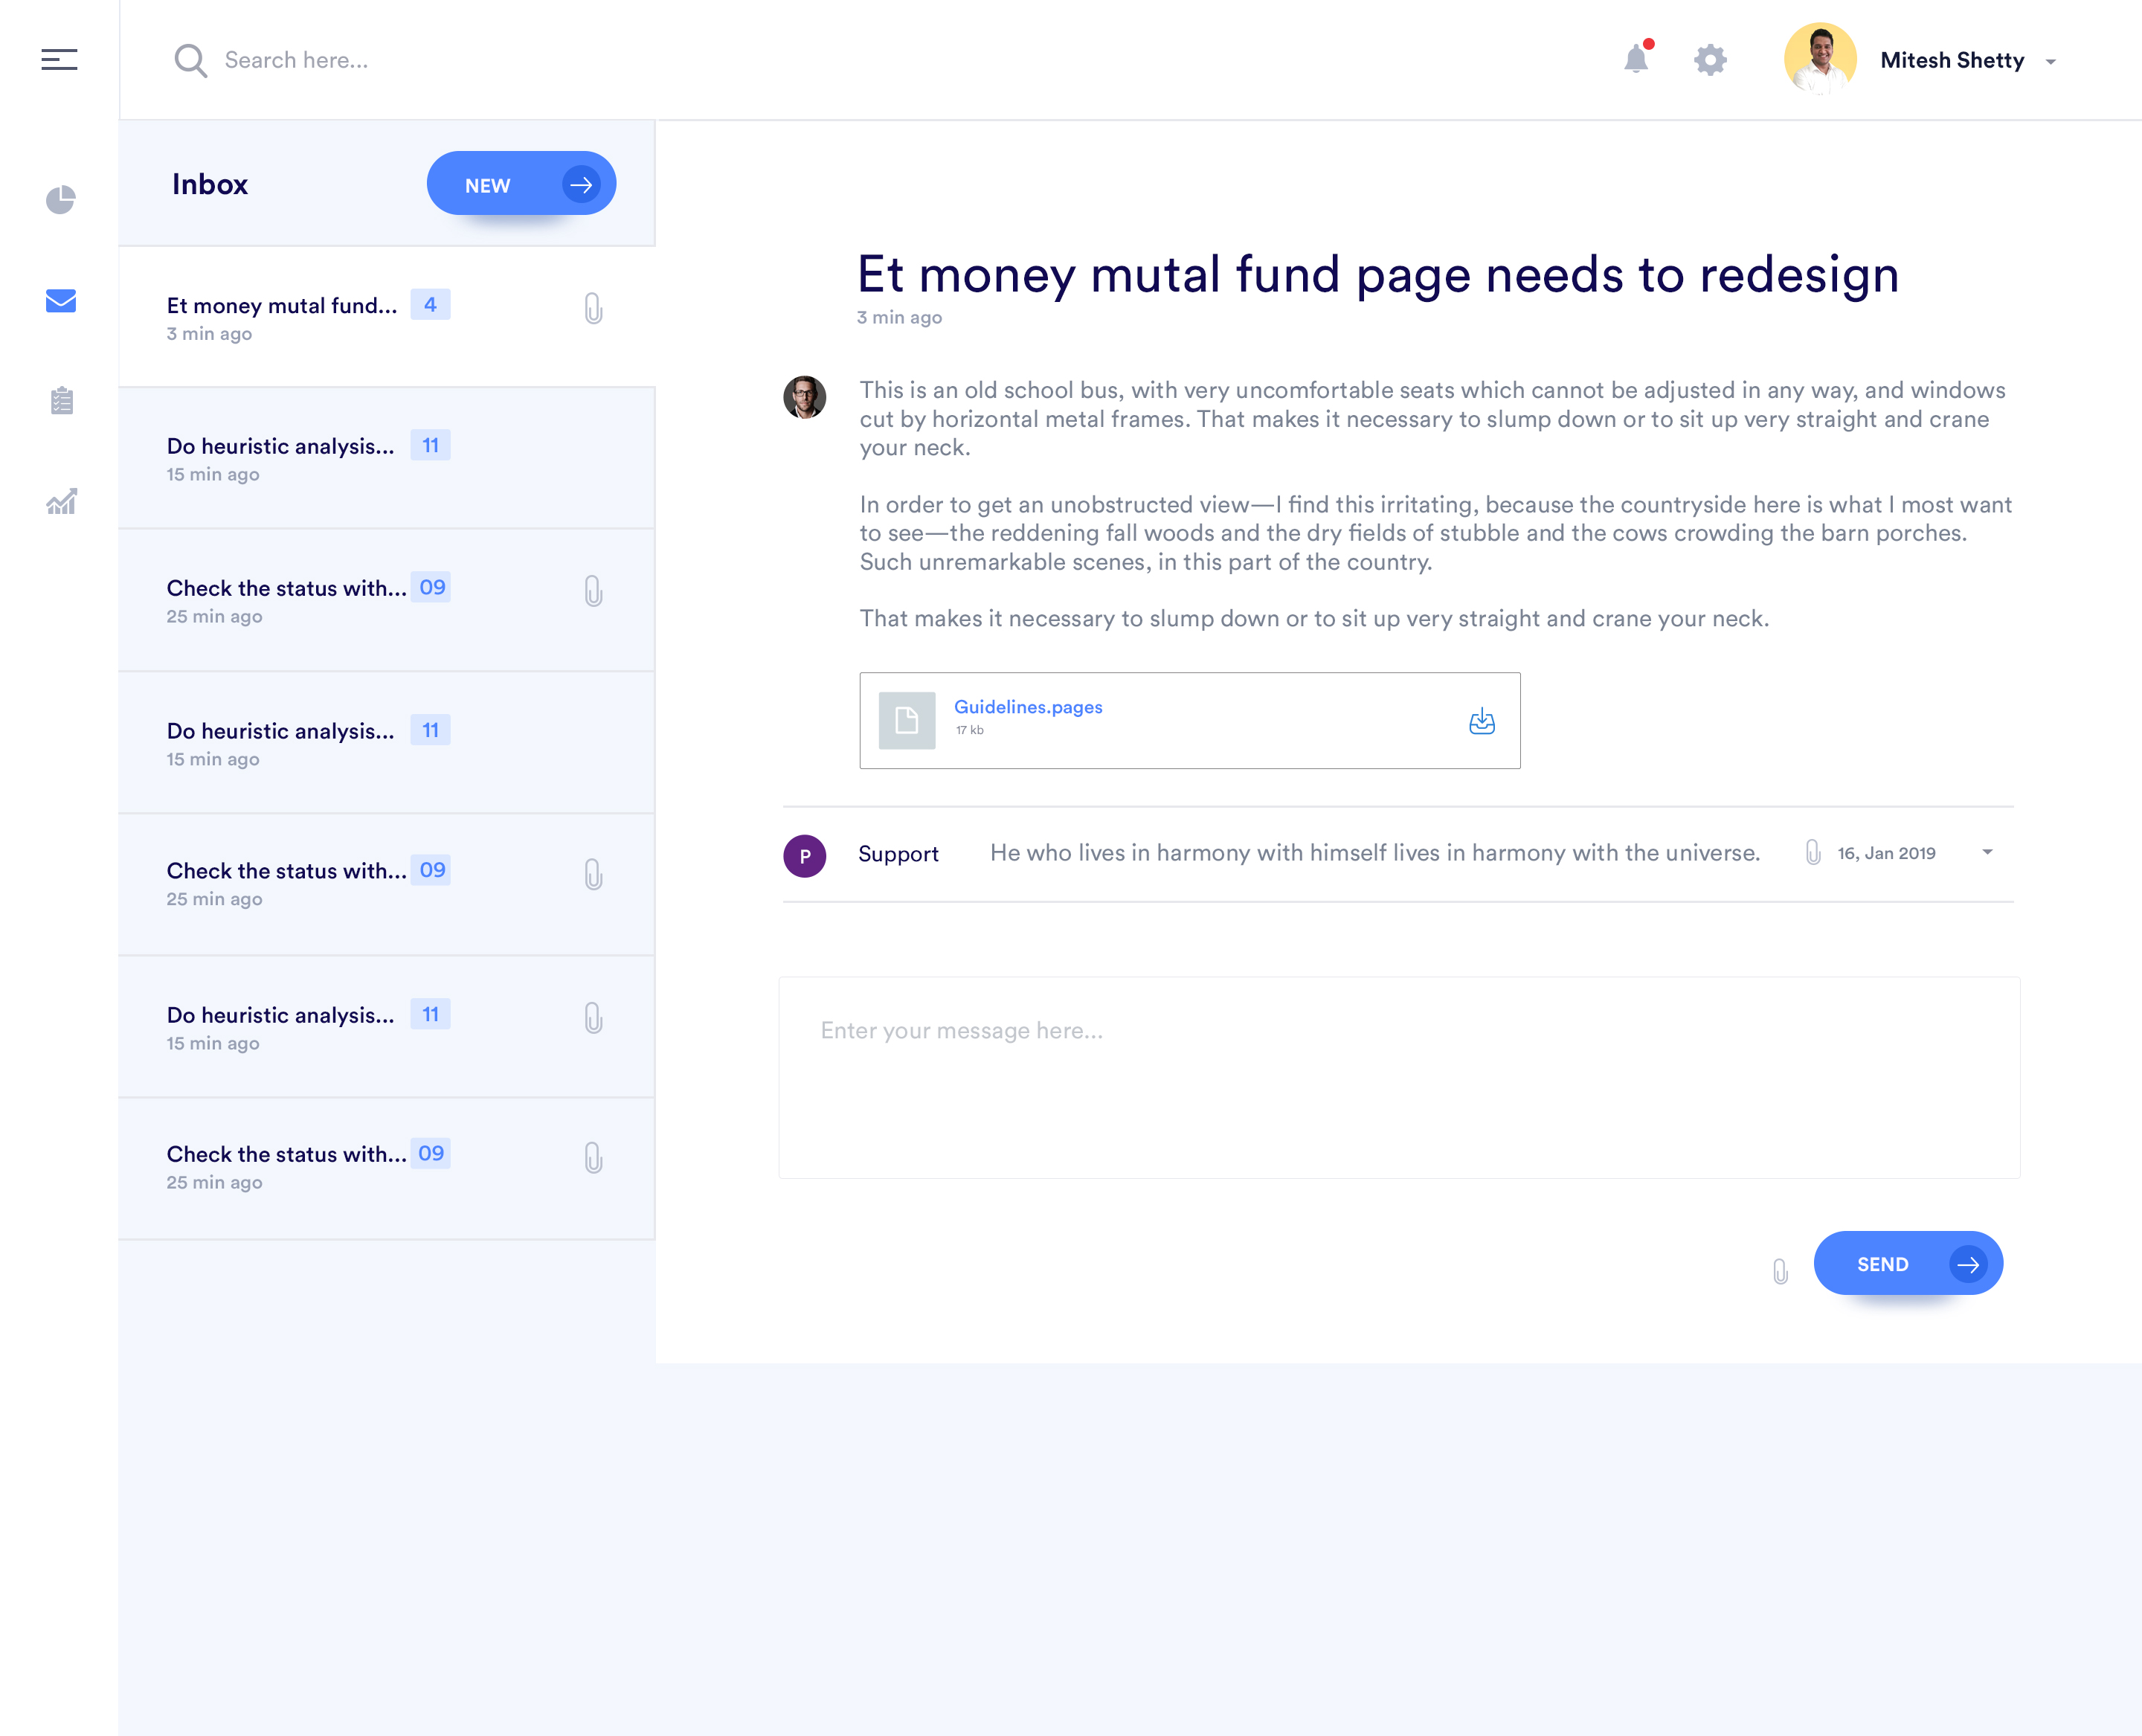 Search here...
Mitesh Shetty
Inbox
NEW
Et money mutal fund... 4
3 min ago
Do heuristic analysis... 11
15 min ago
Check the status with... 09
25 min ago
Do heuristic analysis... 11
15 min ago
Check the status with... 09
25 min ago
Do heuristic analysis... 11
15 min ago
Check the status with... 09
25 min ago
Et money mutal fund page needs to redesign
3 min ago
This is an old school bus, with very uncomfortable seats which cannot be adjusted in any way, and windows
cut by horizontal metal frames. That makes it necessary to slump down or to sit up very straight and crane
your neck.
In order to get an unobstructed view—I find this irritating, because the countryside here is what I most want
to see—the reddening fall woods and the dry fields of stubble and the cows crowding the barn porches.
Such unremarkable scenes, in this part of the country.
That makes it necessary to slump down or to sit up very straight and crane your neck.
Guidelines.pages
17 kb
P Support He who lives in harmony with himself lives in harmony with the universe. 16, Jan 2019
Enter your message here...
SEND